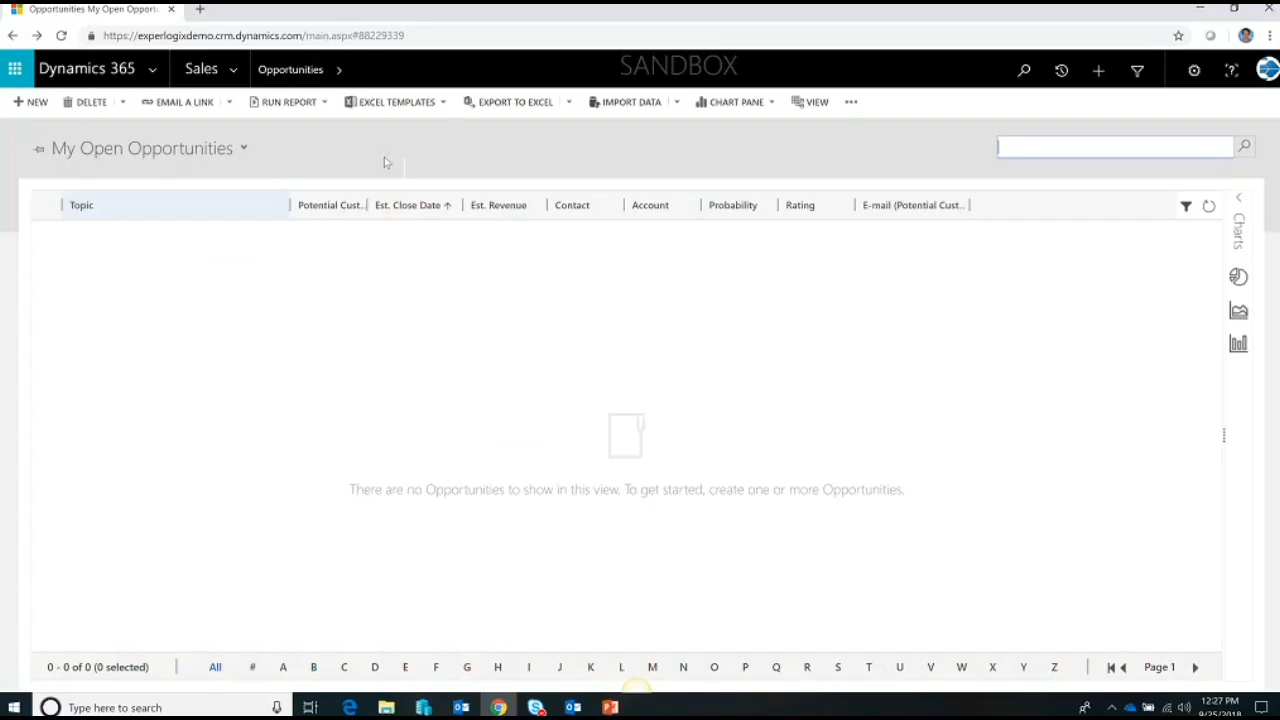 Opportunities My Open Opport
https://experlogixdemo.crm.dynamics.com/main.aspx#88229339
Dynamics 365 Sales Opportunities SANDBOX
NEW DELETE EMAIL A LINK RUN REPORT EXCEL TEMPLATES EXPORT TO EXCEL IMPORT DATA CHART PANE VIEW
My Open Opportunities
Topic Potential Cust... Est. Close Date Est. Revenue Contact Account Probability Rating E-mail (Potential Cust...
Charts
There are no Opportunities to show in this view. To get started, create one or more Opportunities.
0 - 0 of 0 (0 selected) All # A B C D E F G H I J K L M N O P Q R S T U V W X Y Z Page 1
Type here to search
12:27 PM
9/25/2018